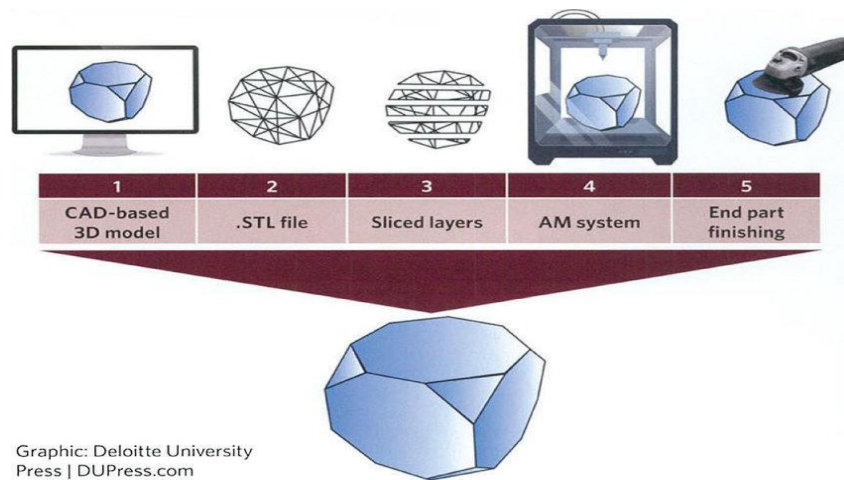 1
CAD-based
3D model
2
.STL file
3
Sliced layers
4
AM system
5
End part
finishing
Graphic: Deloitte University
Press | DUPress.com